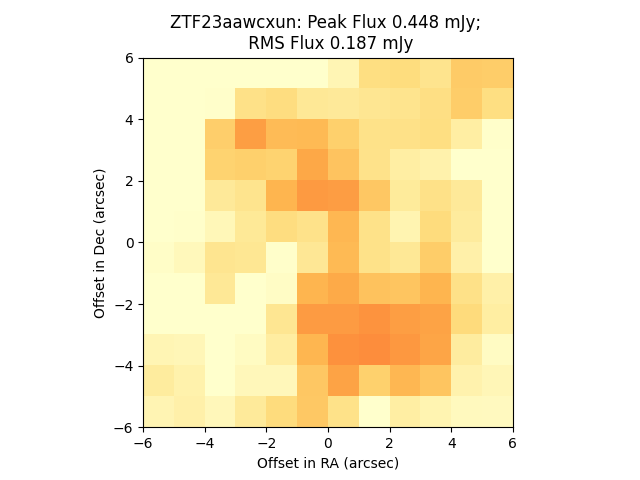 ZTF23aawcxun: Peak Flux 0.448 mJy;
RMS Flux 0.187 mJy
6
4
2
0
−2
−4
−6
Offset in Dec (arcsec)
−6 −4 −2 0 2 4 6
Offset in RA (arcsec)